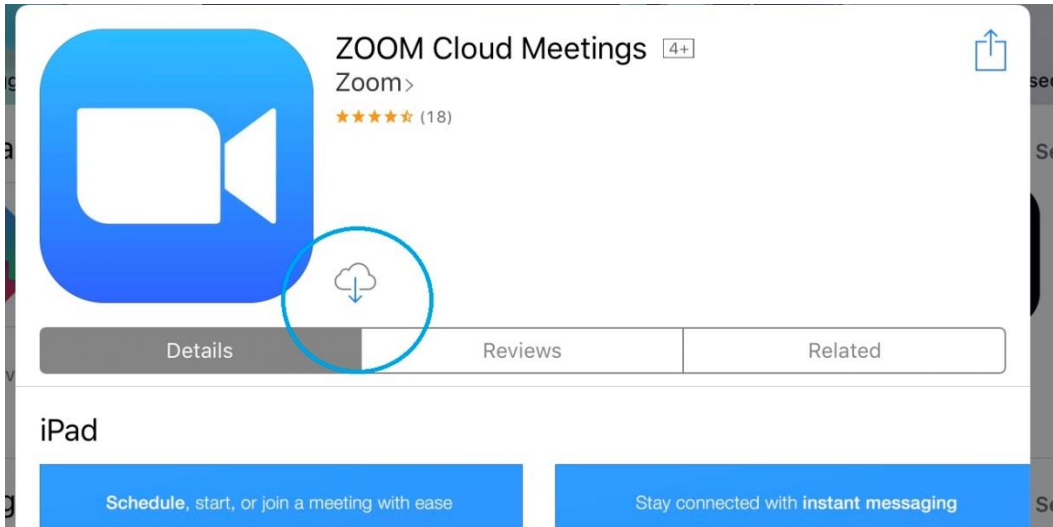 ZOOM Cloud Meetings 4+
Zoom>
(18)
Details Reviews Related
iPad
Schedule, start, or join a meeting with ease
Stay connected with instant messaging